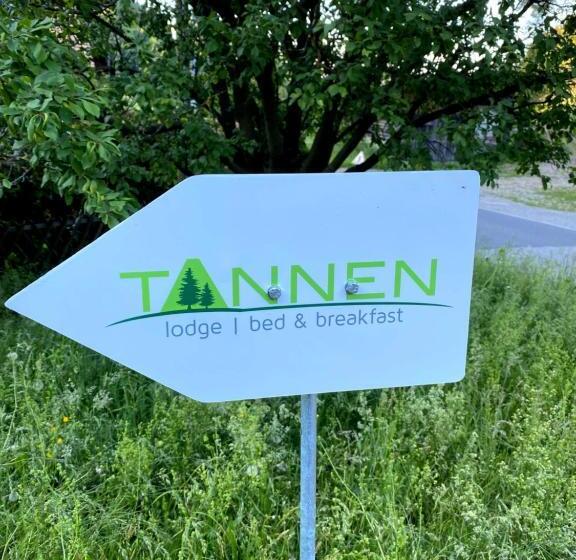 TANNEN
lodge | bed & breakfast